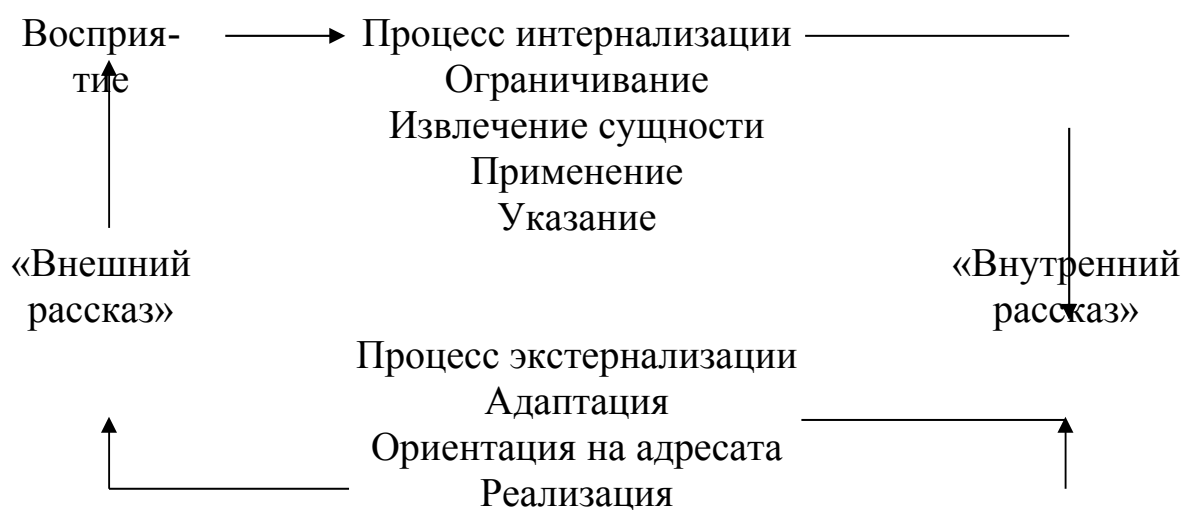 Восприя-
тие
Процесс интернализации
Ограничивание
Извлечение сущности
Применение
Указание
«Внешний
рассказ»
«Внутренний
рассказ»
Процесс экстернализации
Адаптация
Ориентация на адресата
Реализация